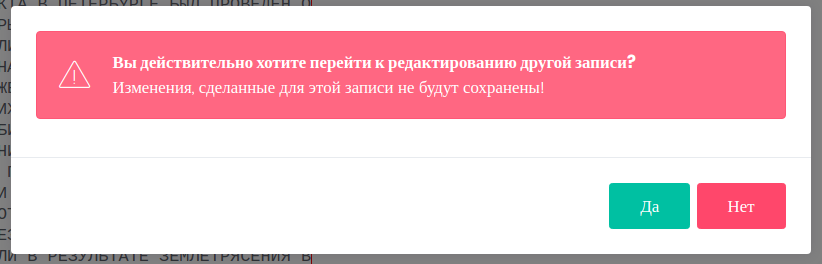 КТА В ПЕТЕРБУРГЕ БЫЛ ПРОВЕДЕН О
Вы действительно хотите перейти к редактированию другой записи?
Изменения, сделанные для этой записи не будут сохранены!
Да
Нет
ЛИ В РЕЗУЛЬТАТЕ ЗЕМЛЕТРЯСЕНИЯ В